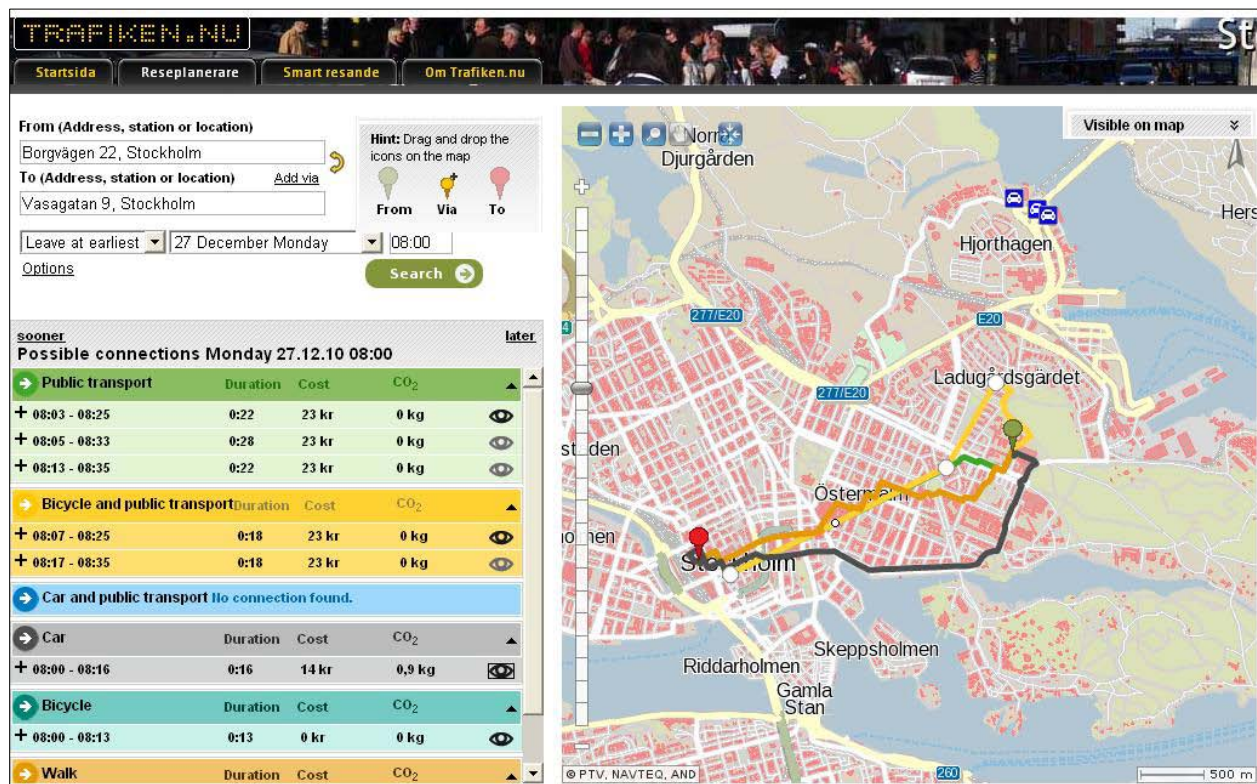 TRAFIKEN.NU
St
Startsida Reseplanerare Smart resande Om Trafiken.nu
From (Address, station or location)
Borgvägen 22, Stockholm
To (Address, station or location) Add via
Vasagatan 9, Stockholm
Hint: Drag and drop the
icons on the map
From Via To
Leave at earliest 27 December Monday 08:00
Options
Search
sooner later
Possible connections Monday 27.12.10 08:00
Public transport Duration Cost CO2
+ 08:03 - 08:25 0:22 23 kr 0 kg
+ 08:05 - 08:33 0:28 23 kr 0 kg
+ 08:13 - 08:35 0:22 23 kr 0 kg
Bicycle and public transport Duration Cost CO2
+ 08:07 - 08:25 0:18 23 kr 0 kg
+ 08:17 - 08:35 0:18 23 kr 0 kg
Car and public transport No connection found.
Car Duration Cost CO2
+ 08:00 - 08:16 0:16 14 kr 0,9 kg
Bicycle Duration Cost CO2
+ 08:00 - 08:13 0:13 0 kr 0 kg
Walk Duration Cost CO2
Visible on map
Norra
Djurgården
Hers
Hjorthagen
277/E20
E20
4
Ladugårdsgärdet
277/E20
st den
Östermalm
holmen
Stockholm
Skeppsholmen
Riddarholmen
Gamla
Stan
260
© PTV, NAVTEQ, AND
500 m